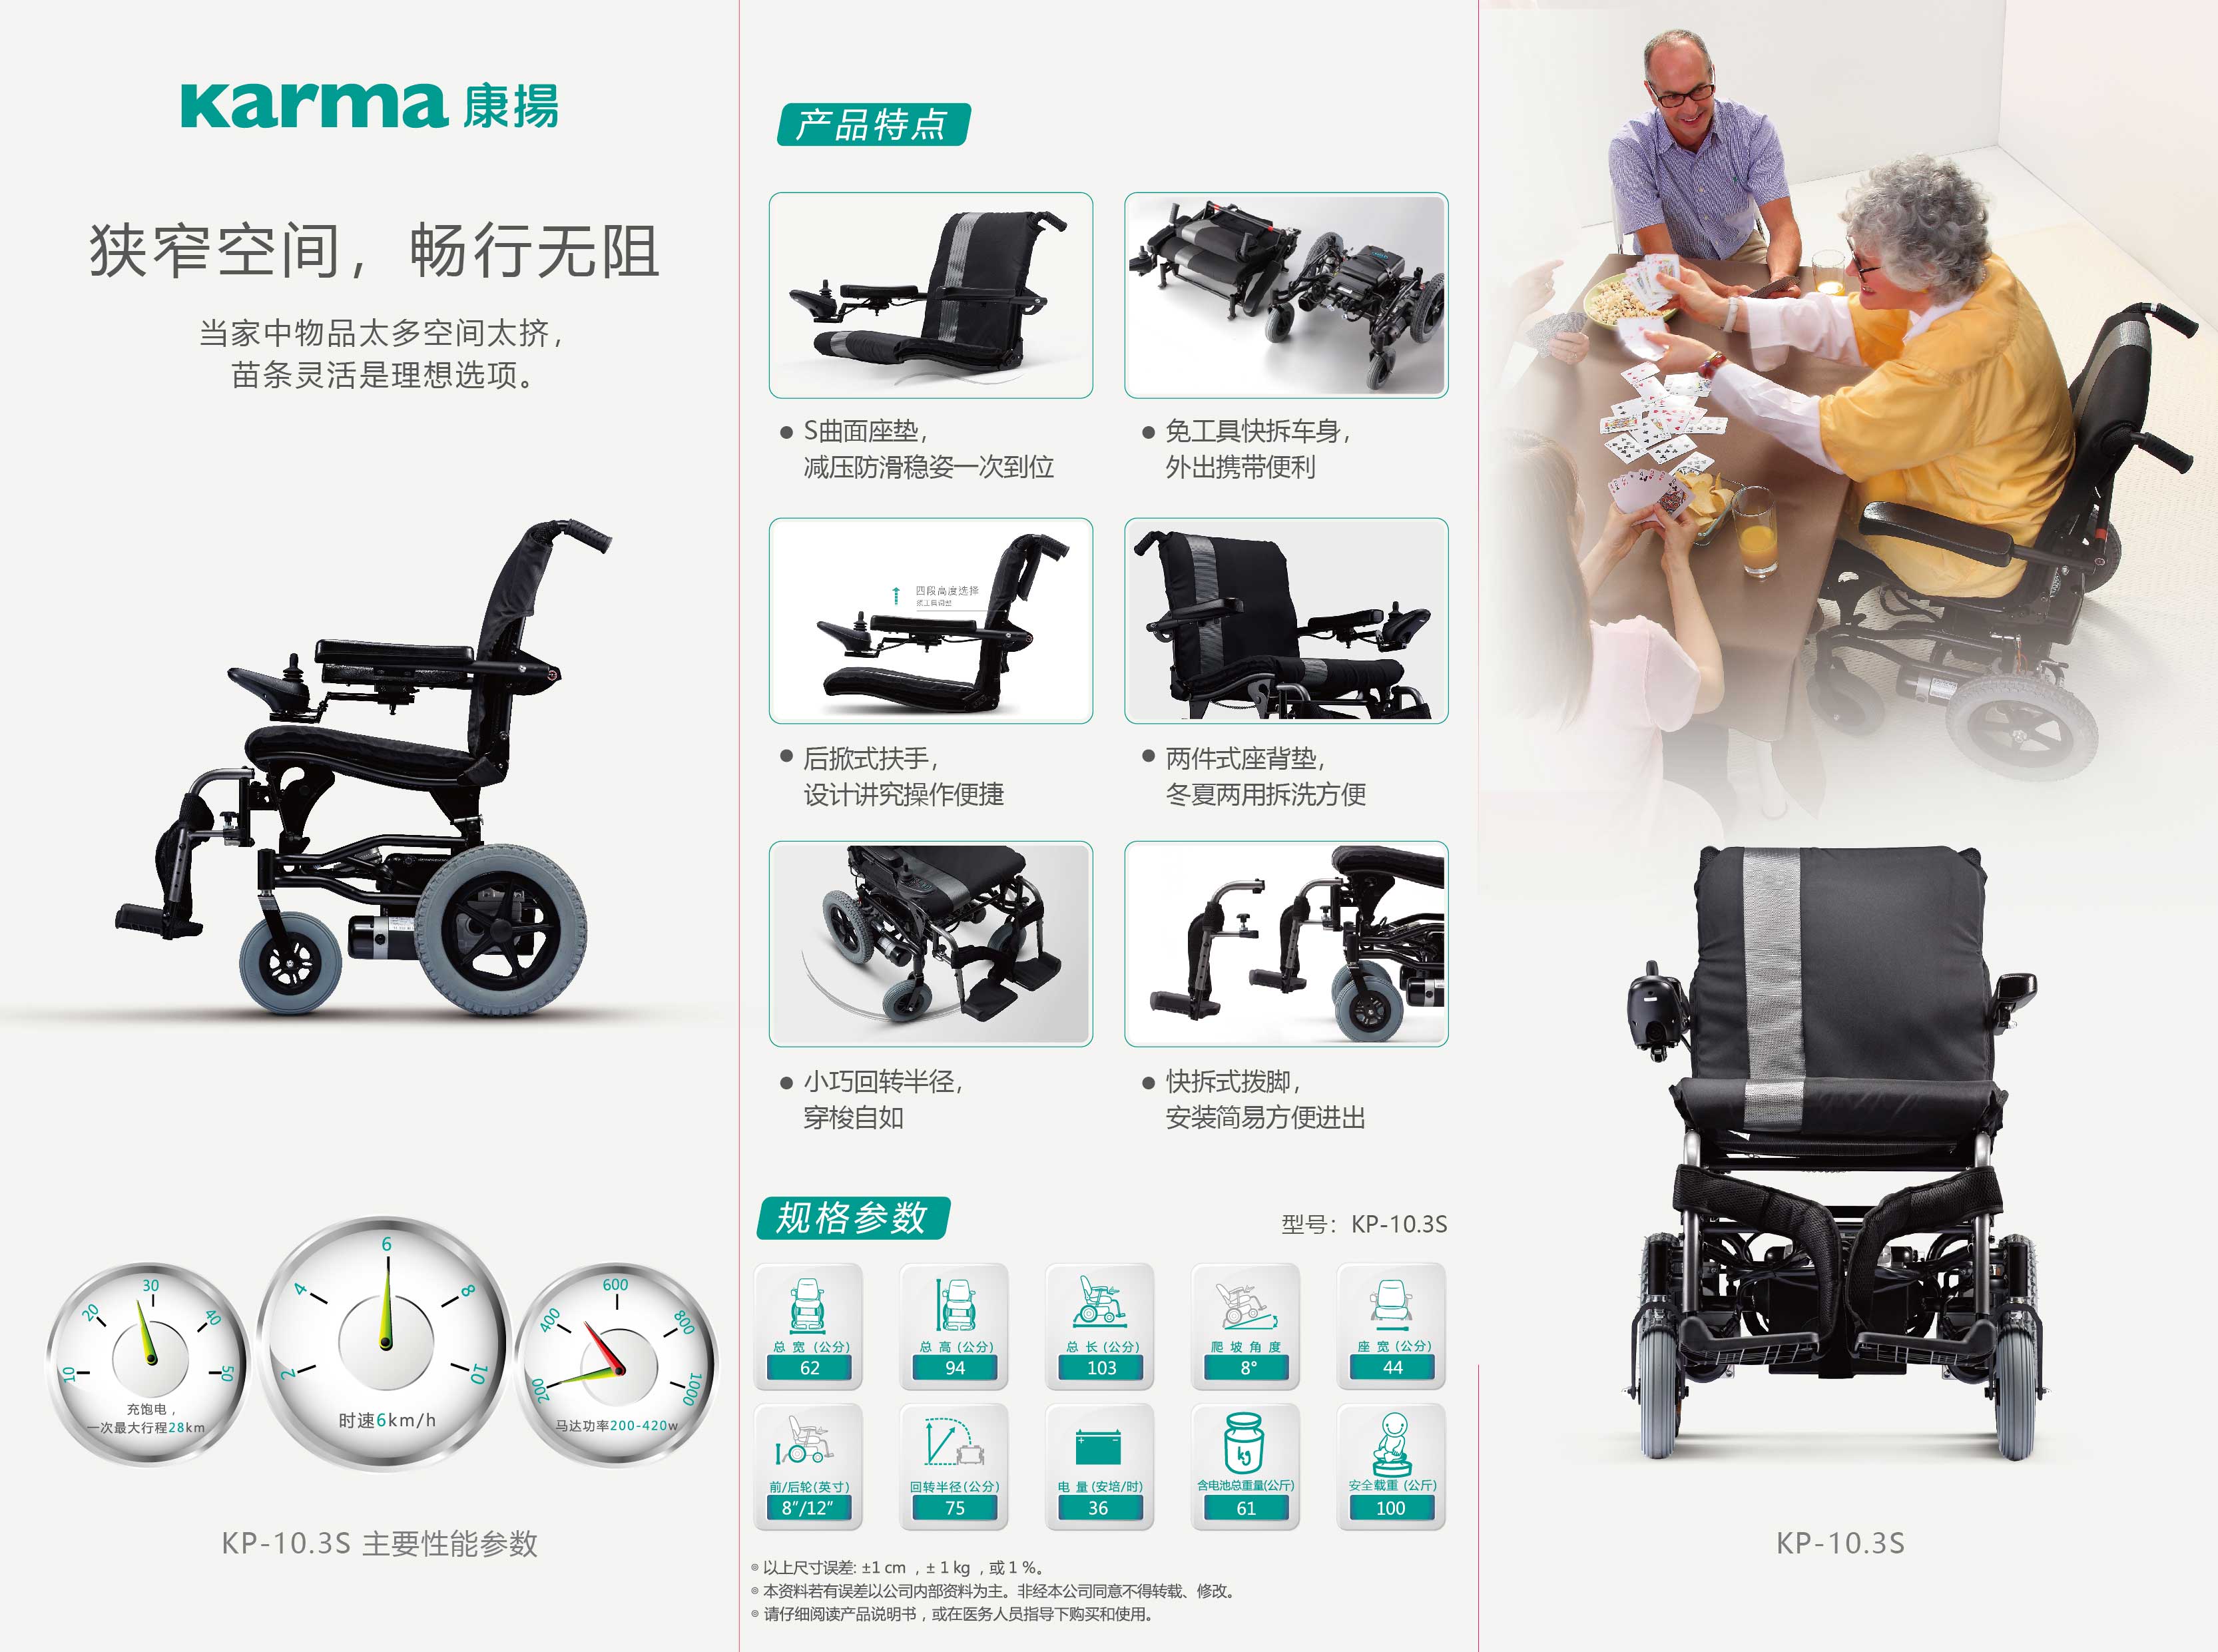 Karma 康揚
狭窄空间，畅行无阻
当家中物品太多空间太挤，
苗条灵活是理想选项。
10
20
30
40
50
充饱电，
一次最大行程28km
2
4
6
8
10
时速6km/h
200
400
600
800
1000
马达功率200-420w
KP-10.3S 主要性能参数
产品特点
S曲面座垫，
减压防滑稳姿一次到位
免工具快拆车身，
外出携带便利
四段高度选择
后掀式扶手，
设计讲究操作便捷
两件式座背垫，
冬夏两用拆洗方便
小巧回转半径，
穿梭自如
快拆式拨脚，
安装简易方便进出
规格参数
型号：KP-10.3S
总 宽 (公分)
62
总 高 (公分)
94
总 长 (公分)
103
爬 坡 角 度
8°
座 宽 (公分)
44
前/后轮(英寸)
8″/12″
回转半径(公分)
75
电 量 (安培/时)
36
kg
含电池总重量(公斤)
61
安全载重 (公斤)
100
◎ 以上尺寸误差: ±1 cm ，± 1 kg ，或 1 %。
◎ 本资料若有误差以公司内部资料为主。非经本公司同意不得转载、修改。
◎ 请仔细阅读产品说明书，或在医务人员指导下购买和使用。
KP-10.3S